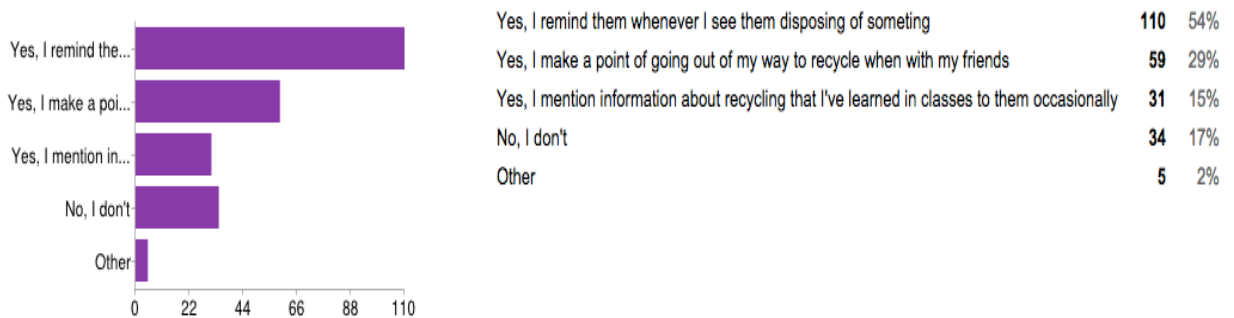 Yes, I remind the...
Yes, I make a poi...
Yes, I mention in...
No, I don't
Other
0 22 44 66 88 110
Yes, I remind them whenever I see them disposing of someting 110 54%
Yes, I make a point of going out of my way to recycle when with my friends 59 29%
Yes, I mention information about recycling that I've learned in classes to them occasionally 31 15%
No, I don't 34 17%
Other 5 2%